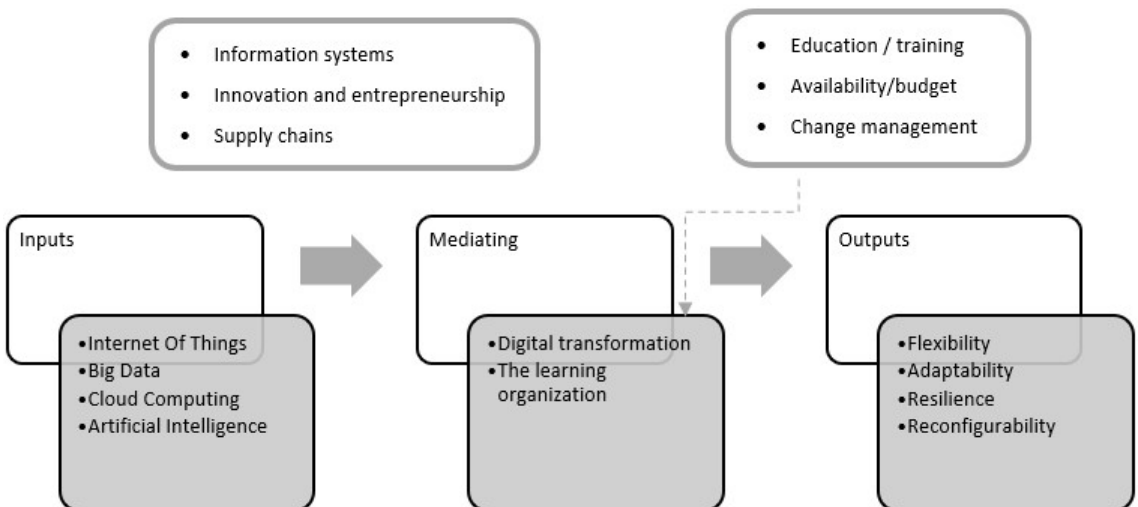 • Information systems
• Innovation and entrepreneurship
• Supply chains
• Education / training
• Availability/budget
• Change management
Inputs
•Internet Of Things
•Big Data
•Cloud Computing
•Artificial Intelligence
Mediating
•Digital transformation
•The learning
organization
Outputs
•Flexibility
•Adaptability
•Resilience
•Reconfigurability